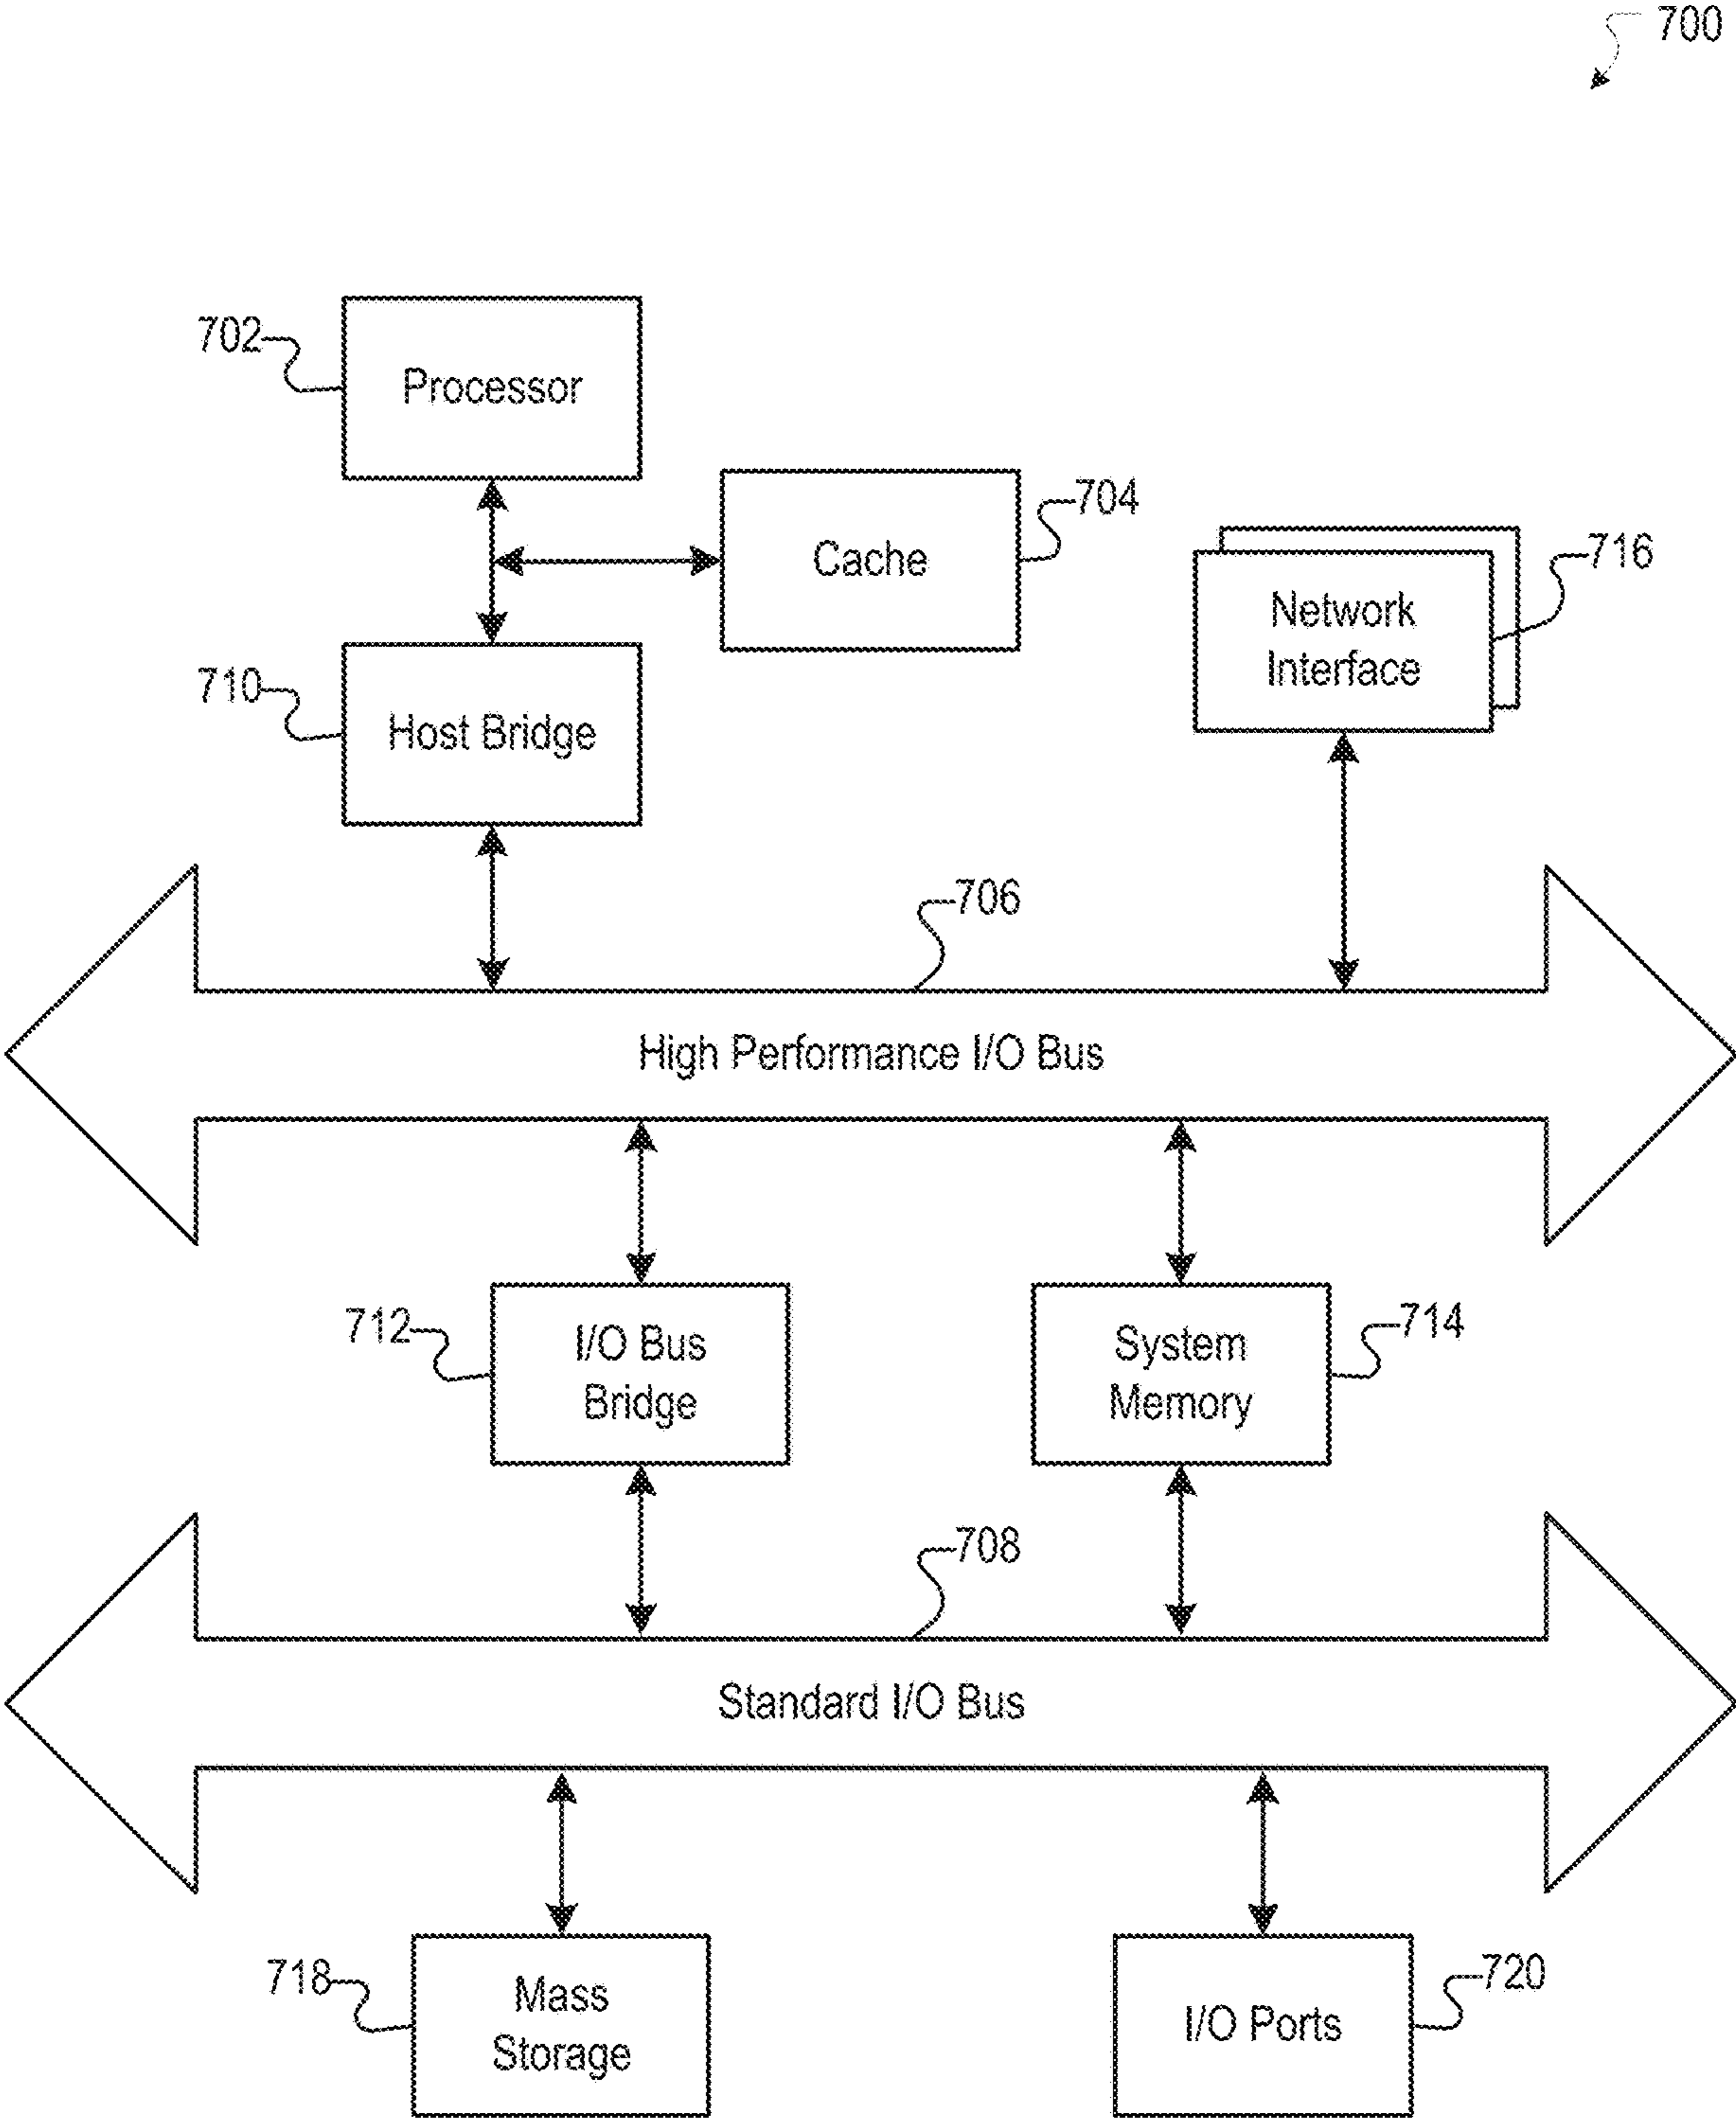 700
702
Processor
704
Cache
716
Network
Interface
710
Host Bridge
706
High Performance I/O Bus
712
I/O Bus
Bridge
714
System
Memory
708
Standard I/O Bus
718
Mass
Storage
720
I/O Ports